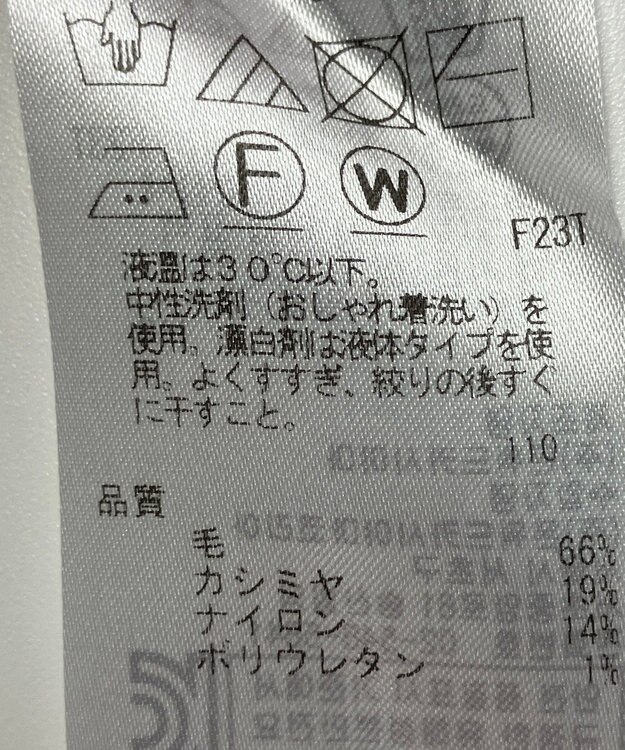 F W
F23T
液温は30℃以下。
中性洗剤（おしゃれ着洗い）を
使用。漂白剤は液体タイプを使
用。よくすすぎ、絞りの後すぐ
に干すこと。
110
品質
毛 66%
カシミヤ 19%
ナイロン 14%
ポリウレタン 1%